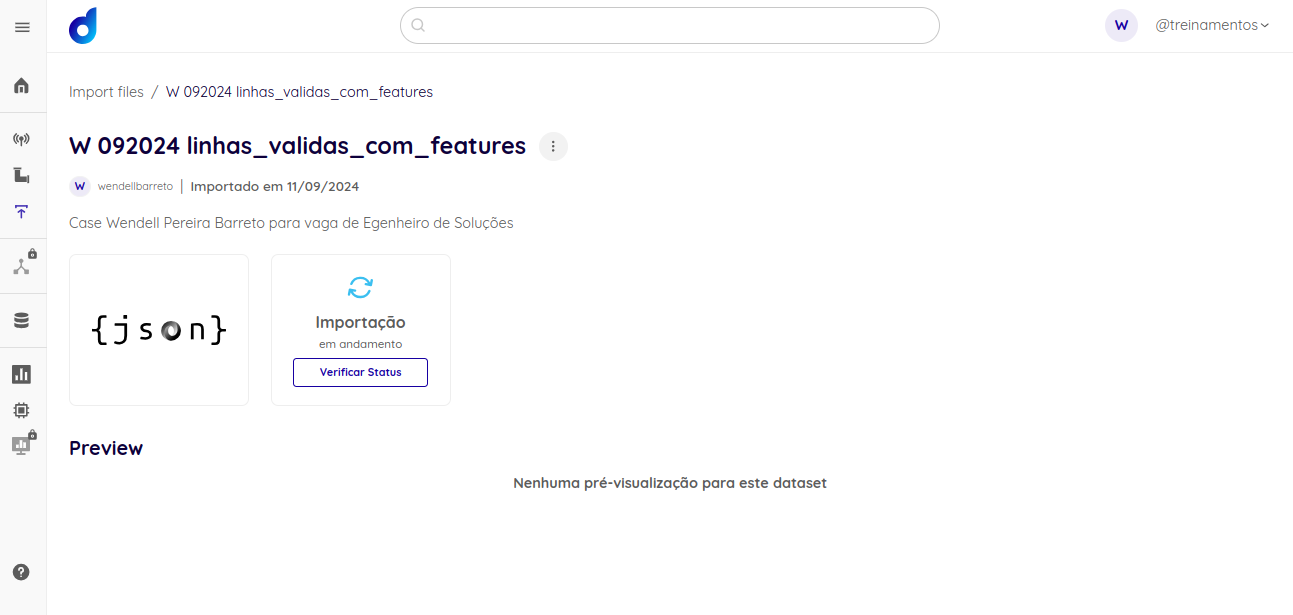 W @treinamentos
Import files / W 092024 linhas_validas_com_features
W 092024 linhas_validas_com_features
W wendellbarreto | Importado em 11/09/2024
Case Wendell Pereira Barreto para vaga de Egenheiro de Soluções
{json}
Importação
em andamento
Verificar Status
Preview
Nenhuma pré-visualização para este dataset